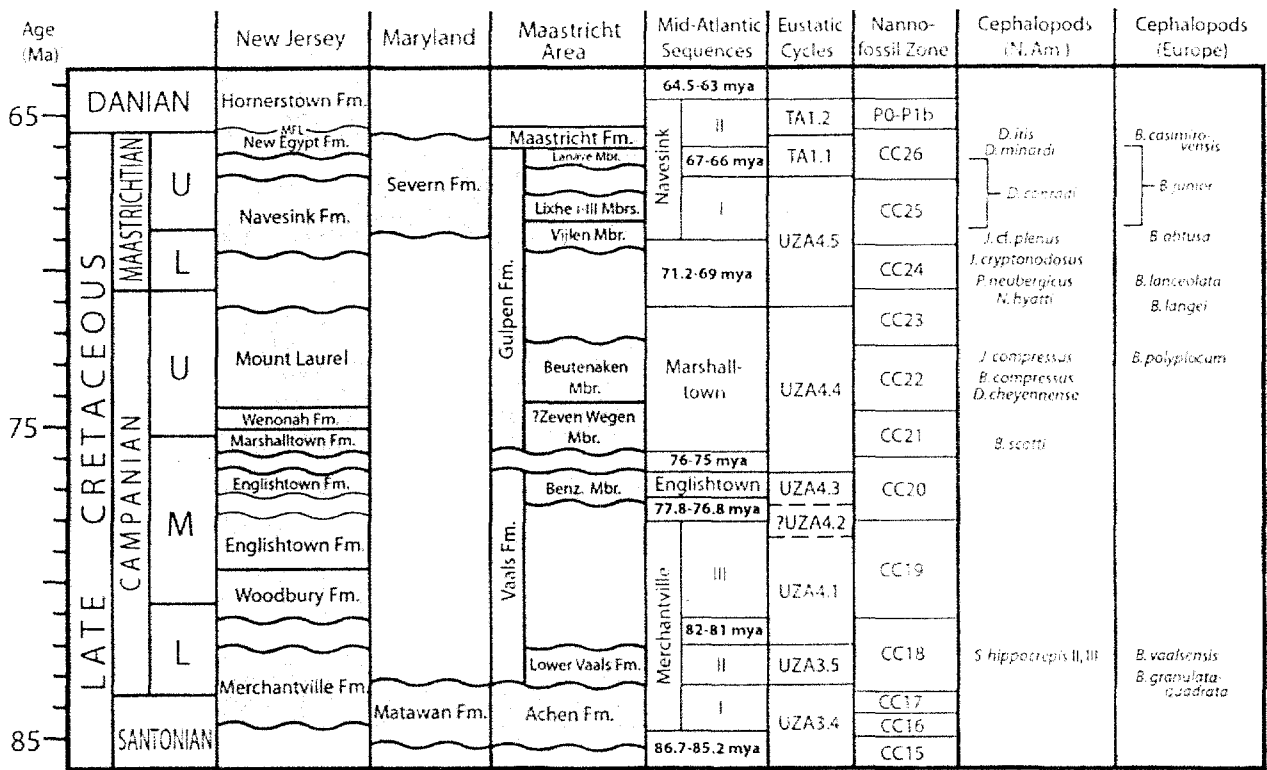 Age
(Ma)
New Jersey
Maryland
Maastricht
Area
Mid-Atlantic
Sequences
Eustatic
Cycles
Nanno-
fossil Zone
Cephalopods
(N. Am.)
Cephalopods
(Europe)
65
75
85
LATE CRETACEOUS
DANIAN
MAASTRICHTIAN
U
L
CAMPANIAN
U
M
L
SANTONIAN
Hornerstown Fm.
MFL
New Egypt Fm.
Navesink Fm.
Mount Laurel
Wenonah Fm.
Marshalltown Fm.
Englishtown Fm.
Englishtown Fm.
Woodbury Fm.
Merchantville Fm.
Severn Fm.
Matawan Fm.
Maastricht Fm.
Gulpen Fm.
Lanaye Mbr.
Lixhe I-III Mbrs.
Vijlen Mbr.
Beutenaken
Mbr.
?Zeven Wegen
Mbr.
Vaals Fm.
Benz. Mbr.
Lower Vaals Fm.
Achen Fm.
64.5-63 mya
Navesink
II
67-66 mya
I
71.2-69 mya
Marshall-
town
76-75 mya
Englishtown
77.8-76.8 mya
Merchantville
III
82-81 mya
II
I
86.7-85.2 mya
TA1.2
TA1.1
UZA4.5
UZA4.4
UZA4.3
?UZA4.2
UZA4.1
UZA3.5
UZA3.4
P0-P1b
CC26
CC25
CC24
CC23
CC22
CC21
CC20
CC19
CC18
CC17
CC16
CC15
D. iris
D. minardi
D. conradi
J. cf. plenus
J. cryptonodosus
P. neubergicus
N. hyatti
J. compressus
B. compressus
D. cheyennense
B. scotti
S. hippocrepis II, III
B. casimiro-
vensis
B. junior
B. obtusa
B. lanceolata
B. langei
B. polyplocum
B. vaalsensis
B. granulata-
quadrata